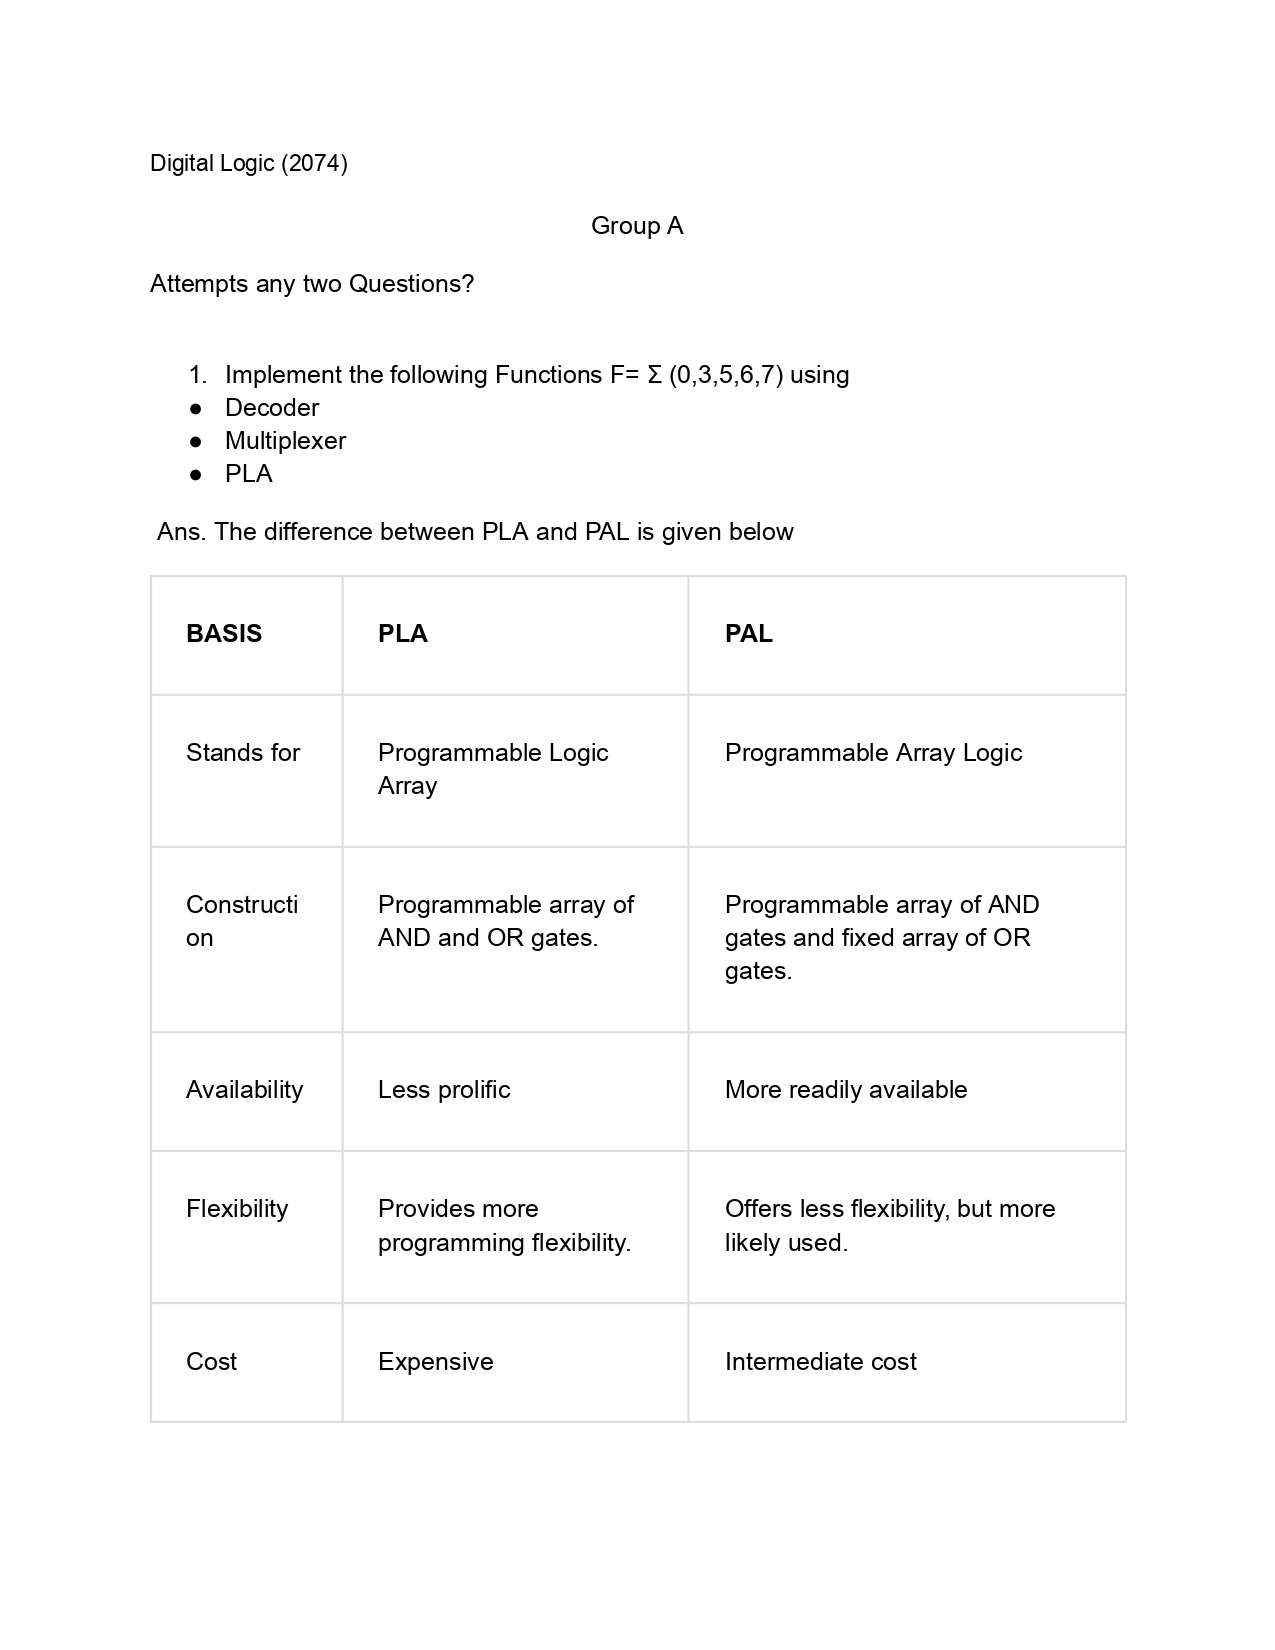 Digital Logic (2074)
Group A
Attempts any two Questions?
1. Implement the following Functions F= Σ (0,3,5,6,7) using
● Decoder
● Multiplexer
● PLA
Ans. The difference between PLA and PAL is given below
BASIS PLA PAL
Stands for Programmable Logic Programmable Array Logic
Array
Constructi Programmable array of Programmable array of AND
on AND and OR gates. gates and fixed array of OR
gates.
Availability Less prolific More readily available
Flexibility Provides more Offers less flexibility, but more
programming flexibility. likely used.
Cost Expensive Intermediate cost